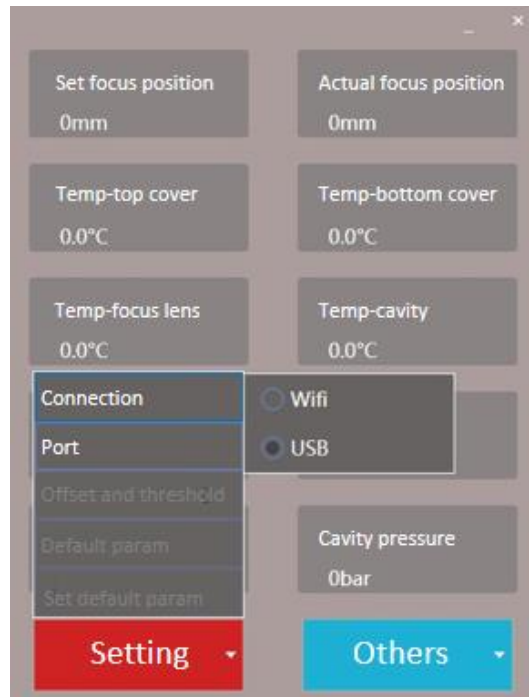 Set focus position
0mm
Actual focus position
0mm
Temp-top cover
0.0°C
Temp-bottom cover
0.0°C
Temp-focus lens
0.0°C
Temp-cavity
0.0°C
Connection
Wifi
Port
USB
Offset and threshold
Default param
Set default param
Cavity pressure
0bar
Setting
Others